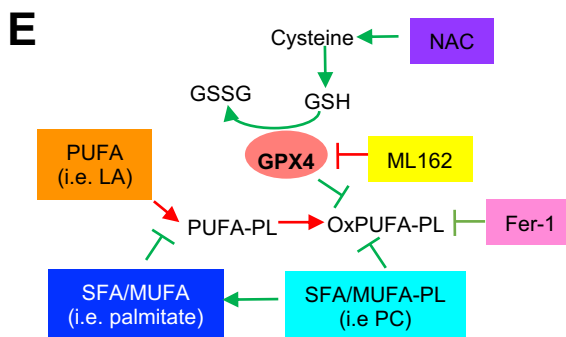 E
Cysteine
NAC
GSSG
GSH
PUFA
(i.e. LA)
GPX4
ML162
PUFA-PL
OxPUFA-PL
Fer-1
SFA/MUFA
(i.e. palmitate)
SFA/MUFA-PL
(i.e PC)